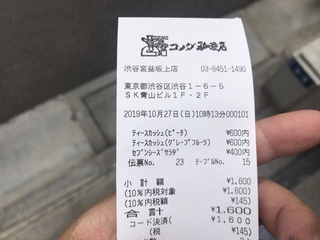 コメダ珈琲店
渋谷宮益坂上店 03-6451-1490
東京都渋谷区渋谷1-6-5
SK青山ビル1F・2F
2019年10月27日(日)10時13分000101
ティースカッシュ(ピーチ) ¥600内
ティースカッシュ(グレープフルーツ) ¥600内
セブンシーズサラダ ¥400内
伝票No. 23 テーブルNo. 15
小計額 ¥1,600
(10%内税対象 ¥1,600)
(10%内税額 ¥145)
合計 ¥1,600
コード決済( ¥1,600)
(税 ¥145)